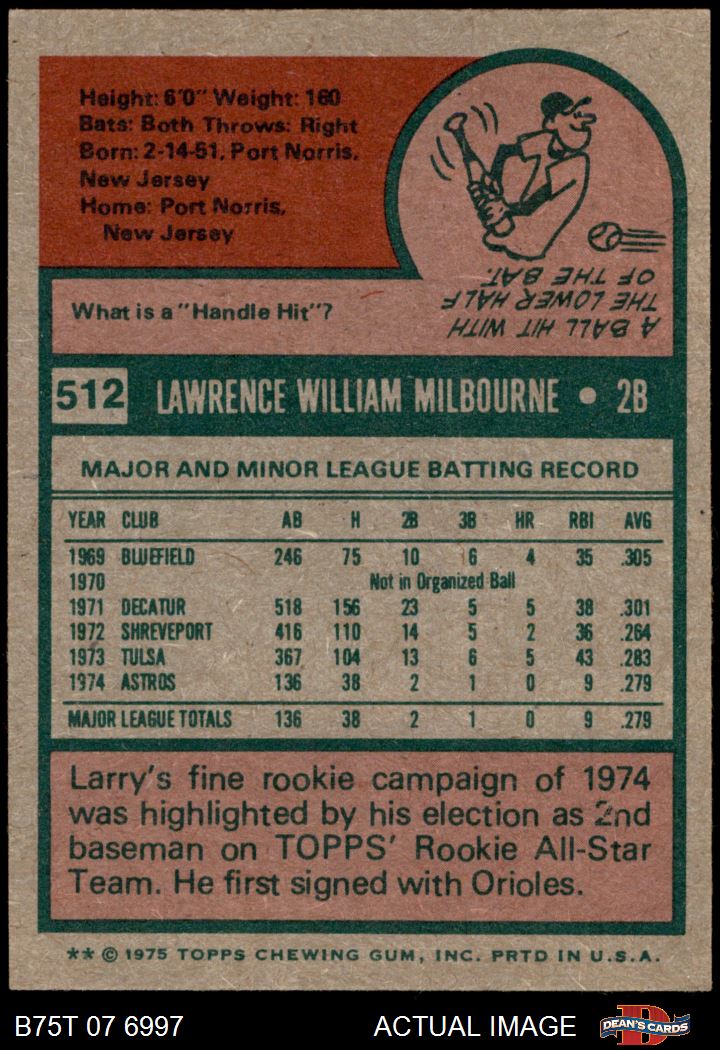 Height: 6'0" Weight: 160
Bats: Both Throws: Right
Born: 2-14-51, Port Norris,
New Jersey
Home: Port Norris,
New Jersey
What is a "Handle Hit"?
A BALL HIT WITH
THE LOWER HALF
OF THE BAT.
512 LAWRENCE WILLIAM MILBOURNE • 2B
MAJOR AND MINOR LEAGUE BATTING RECORD
YEAR CLUB AB H 2B 3B HR RBI AVG
1969 BLUEFIELD 246 75 10 6 4 35 .305
1970 Not in Organized Ball
1971 DECATUR 518 156 23 5 5 38 .301
1972 SHREVEPORT 416 110 14 5 2 36 .264
1973 TULSA 367 104 13 6 5 43 .283
1974 ASTROS 136 38 2 1 0 9 .279
MAJOR LEAGUE TOTALS 136 38 2 1 0 9 .279
Larry's fine rookie campaign of 1974
was highlighted by his election as 2nd
baseman on TOPPS' Rookie All-Star
Team. He first signed with Orioles.
** © 1975 TOPPS CHEWING GUM, INC. PRTD IN U.S.A.
B75T 07 6997 ACTUAL IMAGE D DEAN'S CARDS